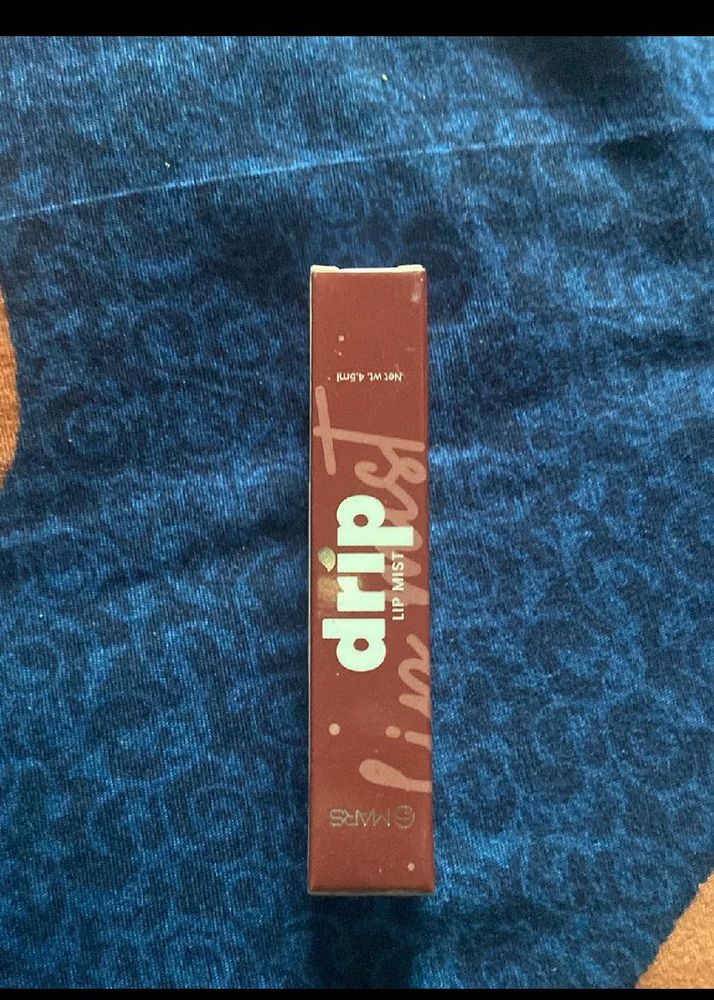 MARS
drip
LIP MIST
Lip mist
Net wt. 4.5ml